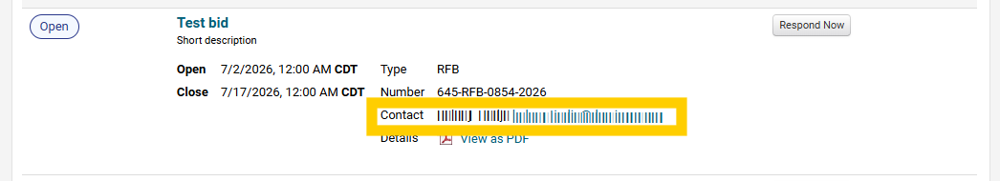 Open
Test bid
Respond Now
Short description
Open 7/2/2026, 12:00 AM CDT Type RFB
Close 7/17/2026, 12:00 AM CDT Number 645-RFB-0854-2026
Contact
Details View as PDF